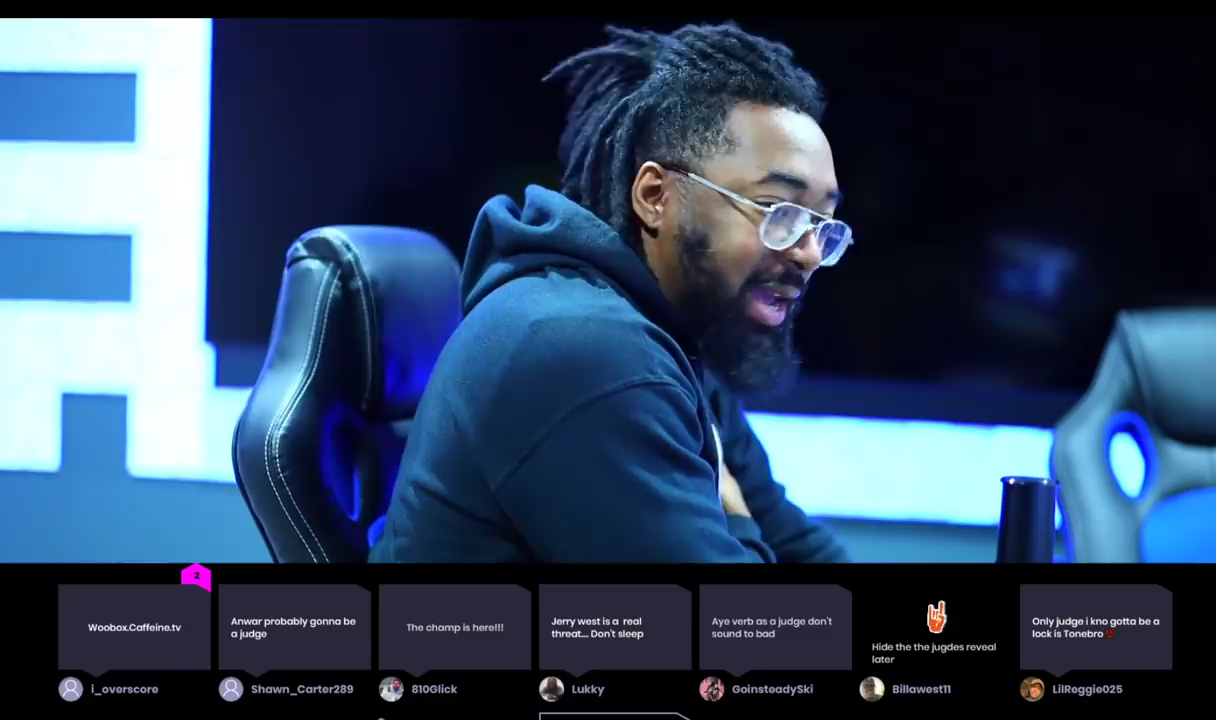 2
Woobox.Caffeine.tv
i_overscore
Anwar probably gonna be
a judge
Shawn_Carter289
The champ is here!!!
810Glick
Jerry west is a real
threat.... Don't sleep
Lukky
Aye verb as a judge don't
sound to bad
GoinsteadySki
Hide the the jugdes reveal
later
Billawest11
Only judge i kno gotta be a
lock is Tonebro 💯
LilReggie025